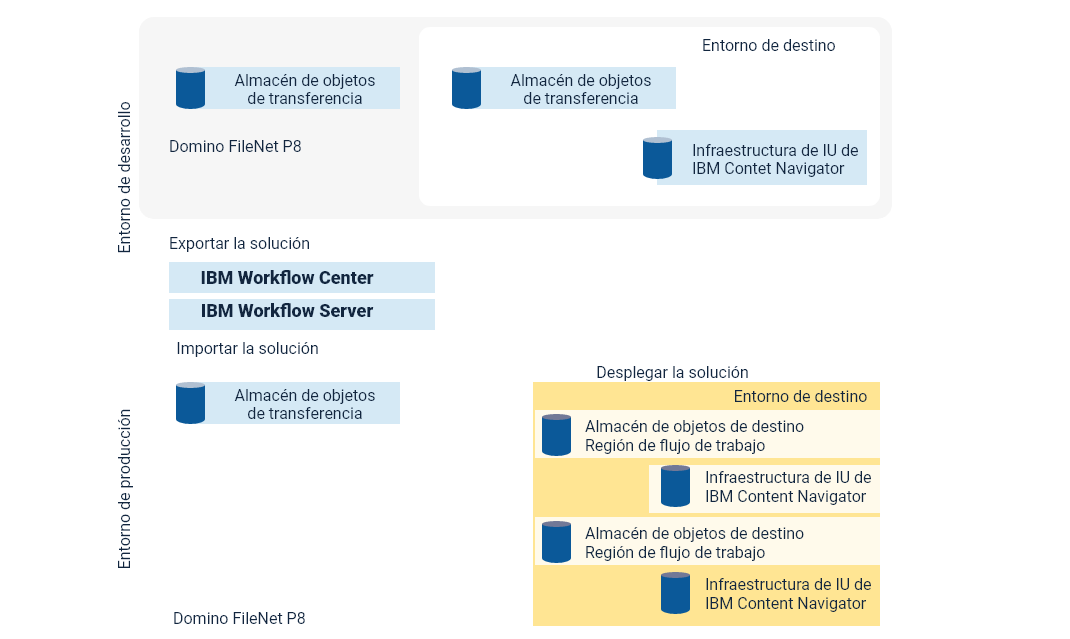 Entorno de desarrollo
Entorno de destino
Almacén de objetos
de transferencia
Almacén de objetos
de transferencia
Domino FileNet P8
Infraestructura de IU de
IBM Contet Navigator
Exportar la solución
IBM Workflow Center
IBM Workflow Server
Importar la solución
Entorno de producción
Almacén de objetos
de transferencia
Desplegar la solución
Entorno de destino
Almacén de objetos de destino
Región de flujo de trabajo
Infraestructura de IU de
IBM Content Navigator
Almacén de objetos de destino
Región de flujo de trabajo
Infraestructura de IU de
IBM Content Navigator
Domino FileNet P8